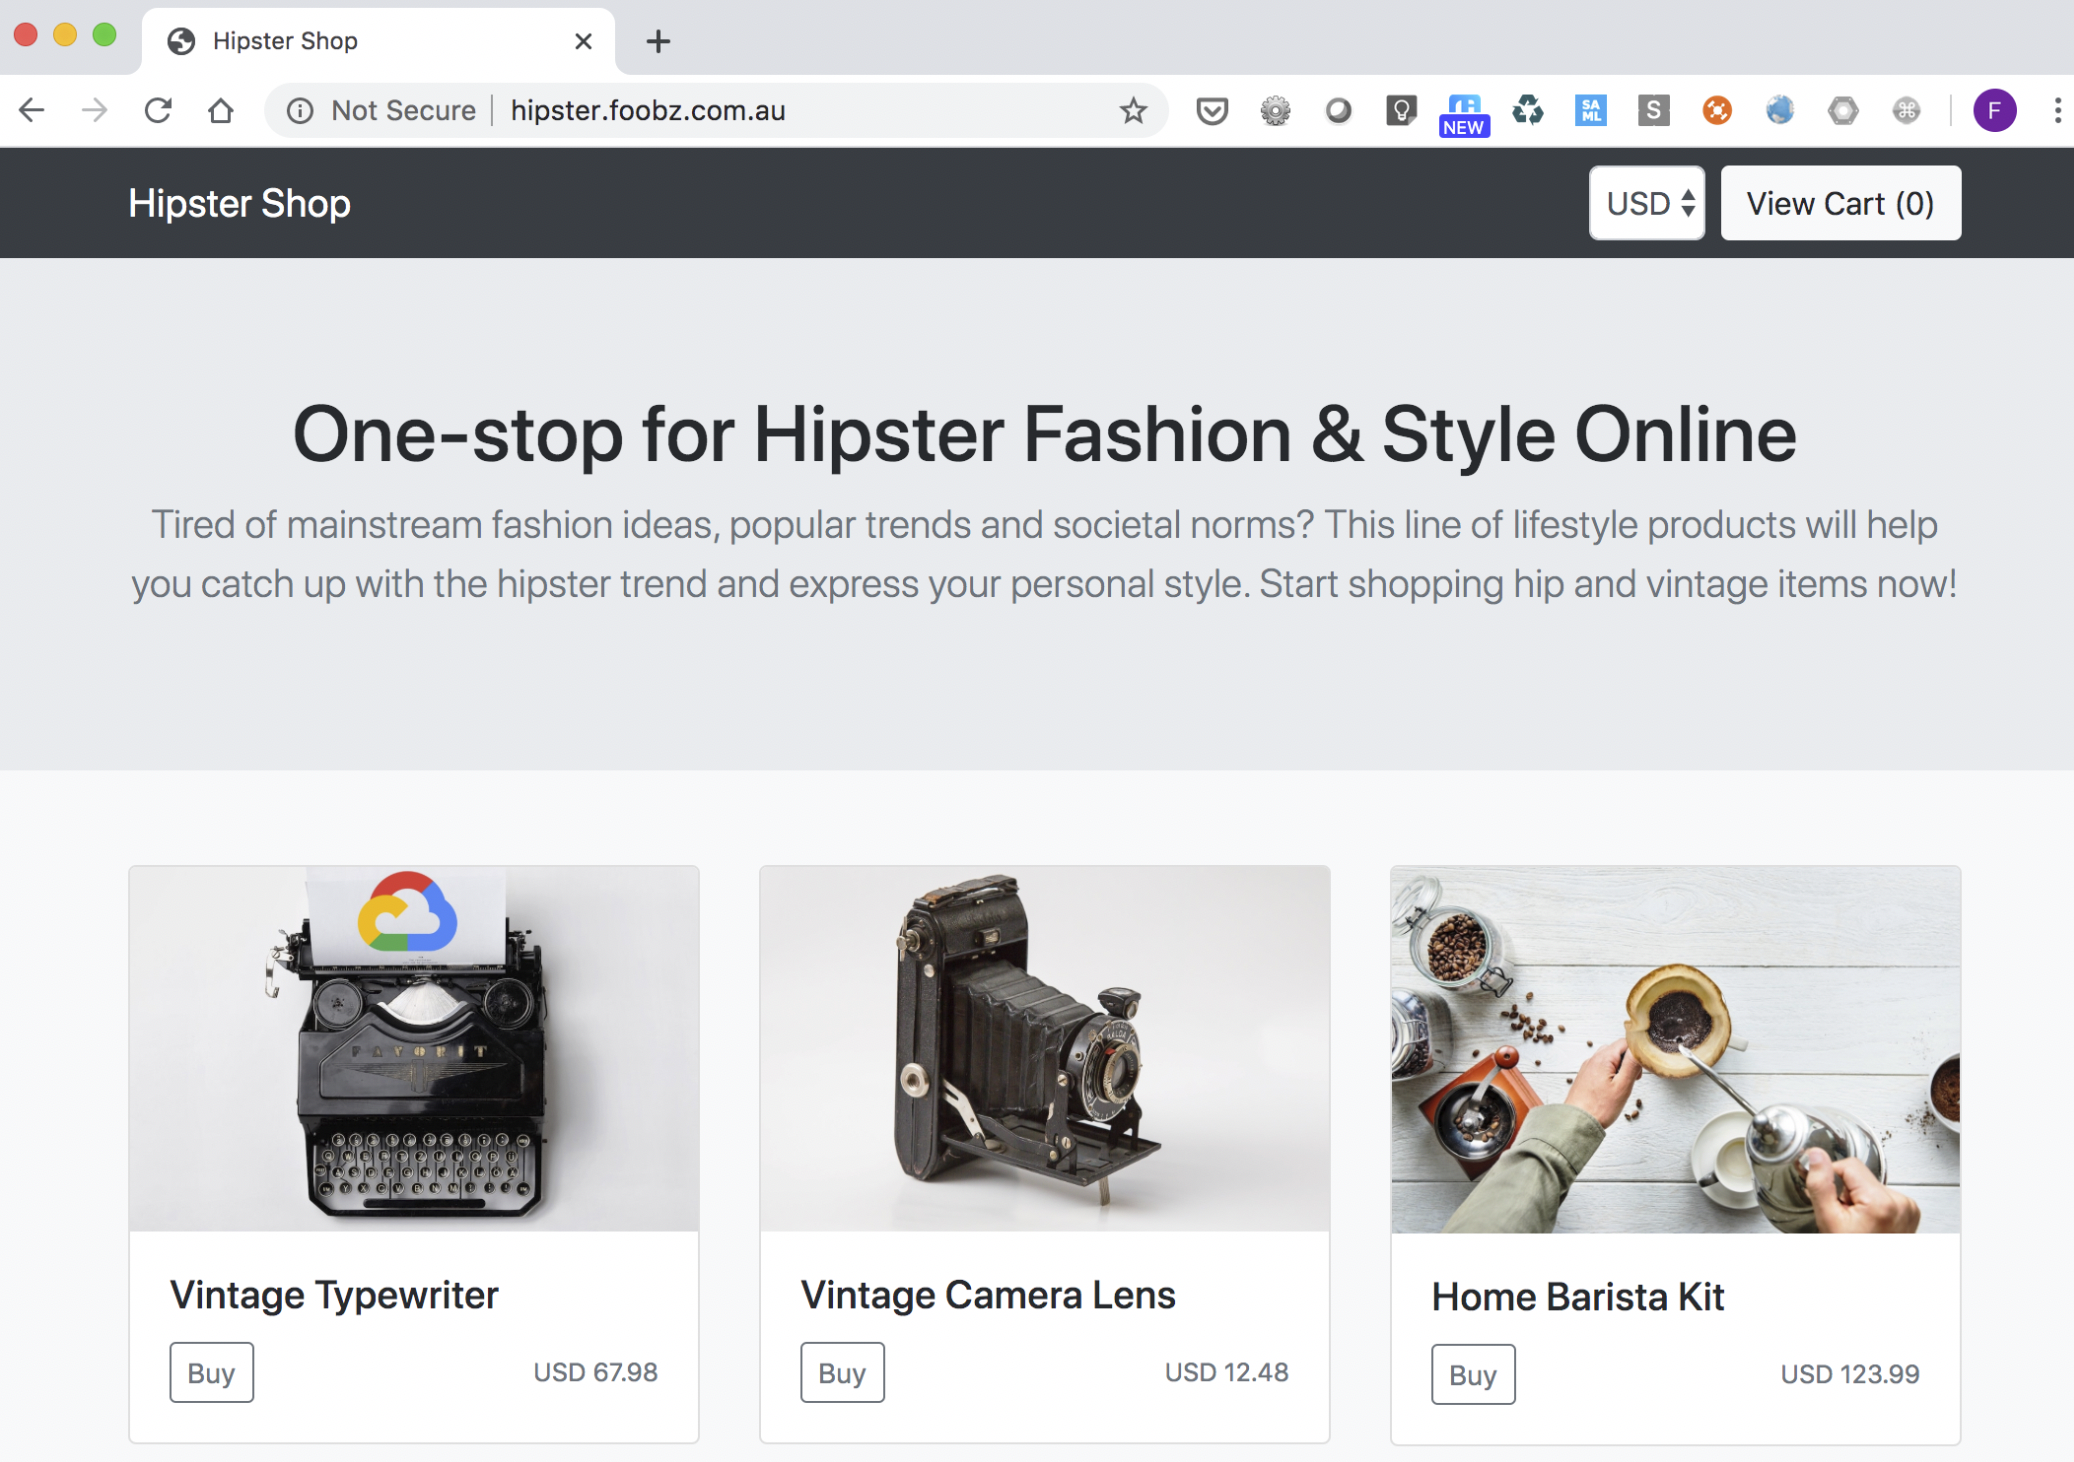 Hipster Shop
Not Secure hipster.foobz.com.au
NEW
SA
ML
S
F
Hipster Shop
USD
View Cart (0)
One-stop for Hipster Fashion & Style Online
Tired of mainstream fashion ideas, popular trends and societal norms? This line of lifestyle products will help
you catch up with the hipster trend and express your personal style. Start shopping hip and vintage items now!
FAVORIT
Vintage Typewriter
Buy
USD 67.98
Vintage Camera Lens
Buy
USD 12.48
Home Barista Kit
Buy
USD 123.99